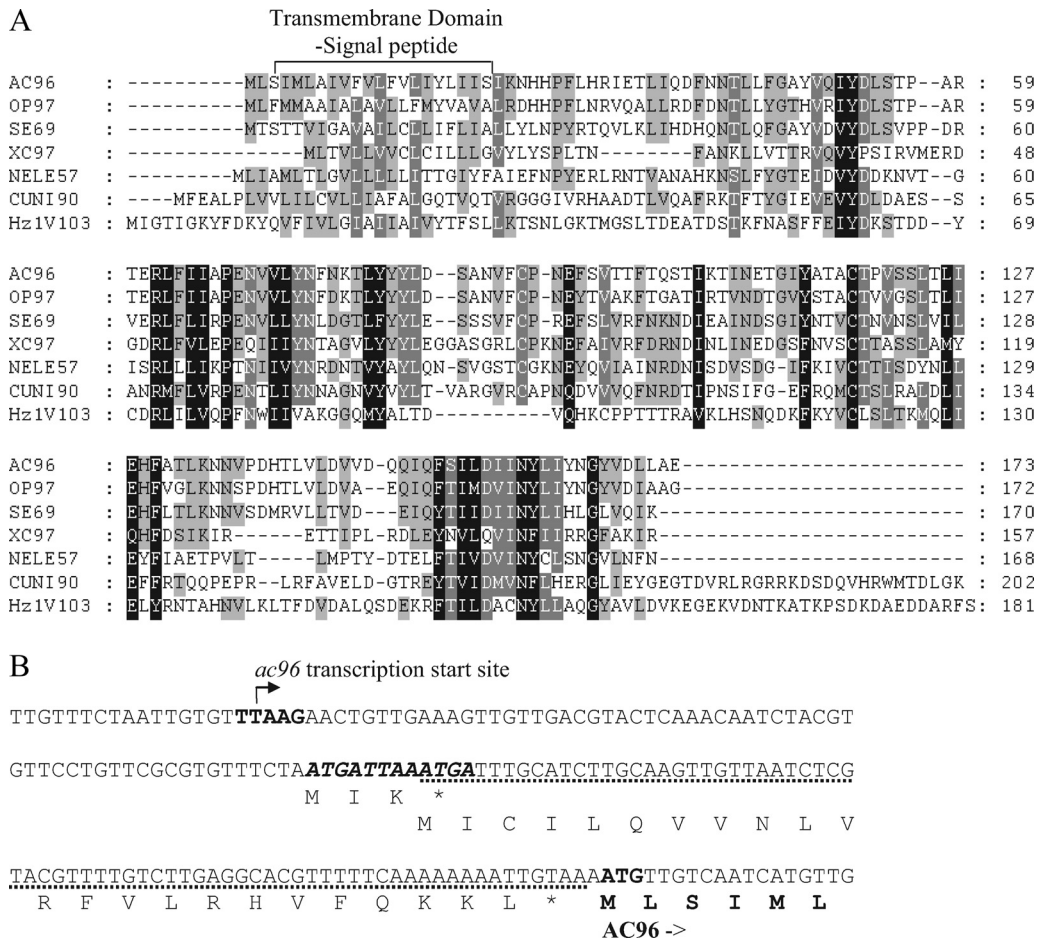 A
Transmembrane Domain
-Signal peptide
AC96 : ----------MLSIMLAIVFVLFVLIYLIISIKNHHPFLHRIETLIQDFNNTLLFGAYVQIYDLSTP--AR : 59
OP97 : ----------MLFMMAAIALAVLLFMYVAVALRDHHPFLNRVQALLRDFDNTLLYGTHVRIYDLSTP--AR : 59
SE69 : ---------MTSTTVIGAVAILCLLIFLIALLYLNPYRTQVLKLIHDHQNTLQFGAYVDVYDLSVPP-DR : 60
XC97 : ---------------MLTVLLVVCLCILLLGVYLYSPLTN--------FANKLLVTTRVQVYPSIRVMERD : 48
NELE57 : ----------MLIAMLTLGVLLLLLITTGIYFAIEFNPYERLRNTVANAHKNSLFYGTEIDVYDDKNVT--G : 60
CUNI90 : ----MFEALPLVVLILCVLLIAFALGQTVQTVRGGGIVRHAADTLVQAFRKTFTYGIEVEVYDLDAES--S : 65
Hz1V103 : MIGTIGKYFDKYQVFIVLGIAIIAIVYTFSLLKTSNLGKTMGSLTDEATDSTKFNASFFEIYDKSTDD--Y : 69
AC96 : TERLFIIAPENVVLYNFNKTLYYYLD--SANVFCP-NEFSVTTFTQSTIKTINETGIYATACTPVSSLTLI : 127
OP97 : TERLFIIAPENVVLYNFDKTLYYYLD--SANVFCP-NEYTVAKFTGATIRTVNDTGVYSTACTVVGSLTLI : 127
SE69 : VERLFLIRPENVLLYNLDGTLFYYLE--SSSVFCP-REFSLVRFNKNDIEAINDSGIYNTVCTNVNSLVIL : 128
XC97 : GDRLFVLEPEQIIIYNTAGVLYYYLEGGASGRLCPKNEFAIVRFDRNDINLINEDGSFNVSCTTASSLAMY : 119
NELE57 : ISRLLLIKPTNIIVYNRDNTVYAYLQN-SVGSTCGKNEYQVIAINRDNISDVSDG-IFKIVCTTISDYNLL : 129
CUNI90 : ANRMFLVRPENTLIYNNAGNVYVYLT--VARGVRCAPNQDVVVQFNRDTIPNSIFG-EFRQMCTSLRALDLI : 134
Hz1V103 : CDRLILVQPFNWIIVAKGGQMYALTD----------VQHKCPPTTTRAVKLHSNQDKFKYVCLSLTKMQLI : 130
AC96 : EHFATLKNNVPDHTLVLDVVD-QQIQFSILDIINYLIYNGYVDLLAE------------------------ : 173
OP97 : EHFVGLKNNSPDHTLVLDVA-EQIQFTIMDVINYLIYNGYVDIAAG------------------------ : 172
SE69 : EHFLTLKNNVSDMRVLLTVD---EIQYTIIDIINYLIHLGLVQIK-------------------------- : 170
XC97 : QHFDSIKIR----ETTIPL-RDLEYNVLQVINFIIRRGFAKIR-------------------------- : 157
NELE57 : EYFIAETPVLT-----LMPTY-DTELFTIVDVINYCLSNGVLNFN-------------------------- : 168
CUNI90 : EFFRTQQPEPR--LRFAVELD-GTREYTVIDMVNFLHERGLIEYGEGTDVRLRGRRKDSDQVHRWMTDLGK : 202
Hz1V103 : ELYRNTAHNVLKLTFDVDALQSDEKRFTILDACNYLLAQGYAVLDVKEGEKVDNTKATKPSDKDAEDDARFS: 181
B
ac96 transcription start site
TTGTTTCTAATTGTGTTTAAGAACTGTTGAAAGTTGTTGACGTACTCAAACAATCTACGT
GTTCCTGTTCGCGTGTTTCTAATGATTAAATGATTTGCATCTTGCAAGTTGTTAATCTCG
M I K *
M I C I L Q V V N L V
TACGTTTTGTCTTGAGGCACGTTTTTCAAAAAAAATTGTAAAATGTTGTCAATCATGTTG
R F V L R H V F Q K K L * M L S I M L
AC96 ->